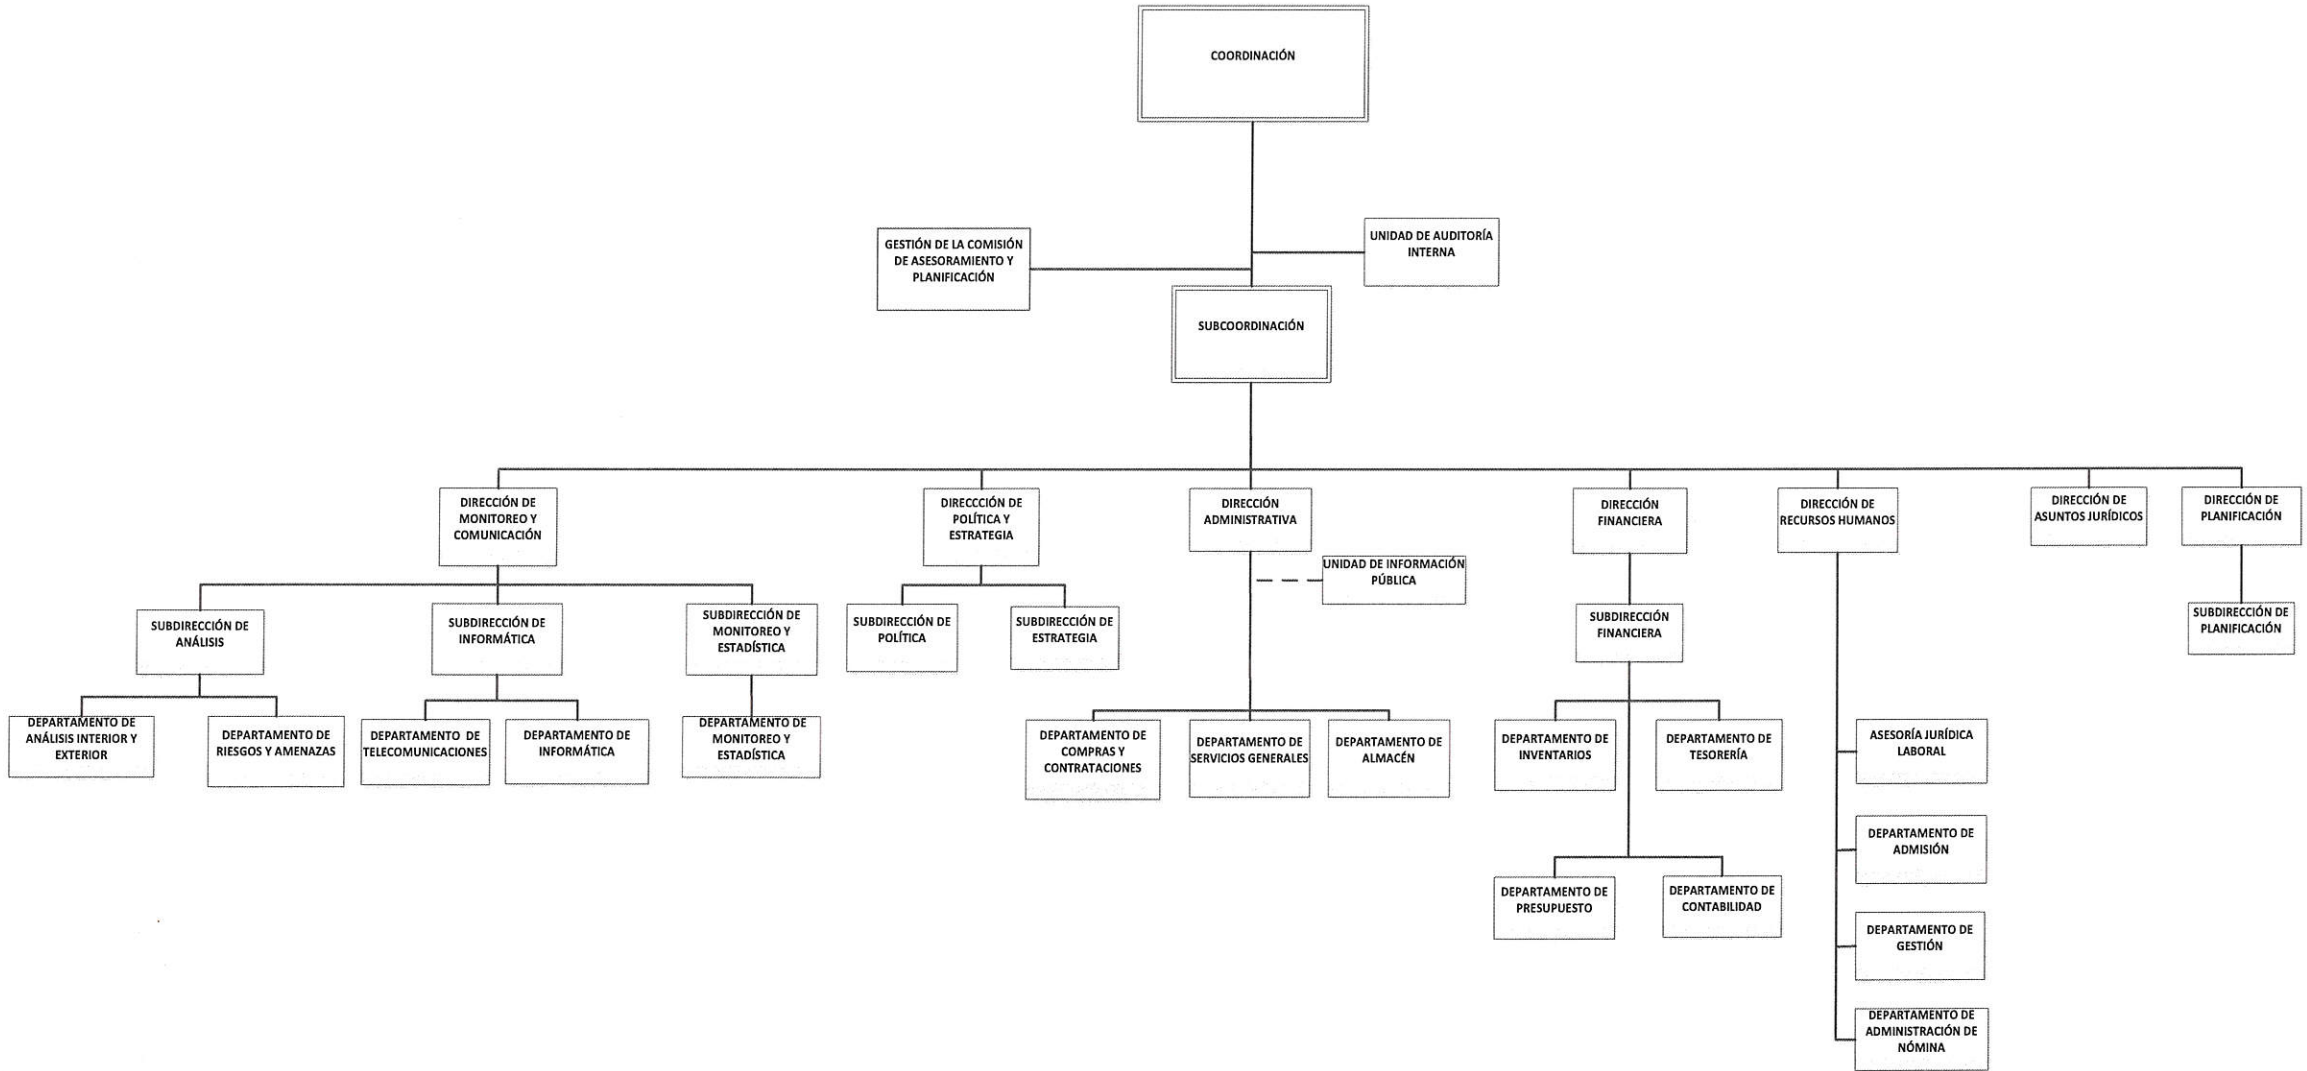 COORDINACIÓN
GESTIÓN DE LA COMISIÓN
DE ASESORAMIENTO Y
PLANIFICACIÓN
UNIDAD DE AUDITORÍA
INTERNA
SUBCOORDINACIÓN
DIRECCIÓN DE
MONITOREO Y
COMUNICACIÓN
DIRECCCIÓN DE
POLÍTICA Y
ESTRATEGIA
DIRECCIÓN
ADMINISTRATIVA
DIRECCIÓN
FINANCIERA
DIRECCIÓN DE
RECURSOS HUMANOS
DIRECCIÓN DE
ASUNTOS JURÍDICOS
DIRECCIÓN DE
PLANIFICACIÓN
UNIDAD DE INFORMACIÓN
PÚBLICA
SUBDIRECCIÓN DE
ANÁLISIS
SUBDIRECCIÓN DE
INFORMÁTICA
SUBDIRECCIÓN DE
MONITOREO Y
ESTADÍSTICA
SUBDIRECCIÓN DE
POLÍTICA
SUBDIRECCIÓN DE
ESTRATEGIA
SUBDIRECCIÓN
FINANCIERA
SUBDIRECCIÓN DE
PLANIFICACIÓN
DEPARTAMENTO DE
ANÁLISIS INTERIOR Y
EXTERIOR
DEPARTAMENTO DE
RIESGOS Y AMENAZAS
DEPARTAMENTO DE
TELECOMUNICACIONES
DEPARTAMENTO DE
INFORMÁTICA
DEPARTAMENTO DE
MONITOREO Y
ESTADÍSTICA
DEPARTAMENTO DE
COMPRAS Y
CONTRATACIONES
DEPARTAMENTO DE
SERVICIOS GENERALES
DEPARTAMENTO DE
ALMACÉN
DEPARTAMENTO DE
INVENTARIOS
DEPARTAMENTO DE
TESORERÍA
ASESORÍA JURÍDICA
LABORAL
DEPARTAMENTO DE
ADMISIÓN
DEPARTAMENTO DE
PRESUPUESTO
DEPARTAMENTO DE
CONTABILIDAD
DEPARTAMENTO DE
GESTIÓN
DEPARTAMENTO DE
ADMINISTRACIÓN DE
NÓMINA